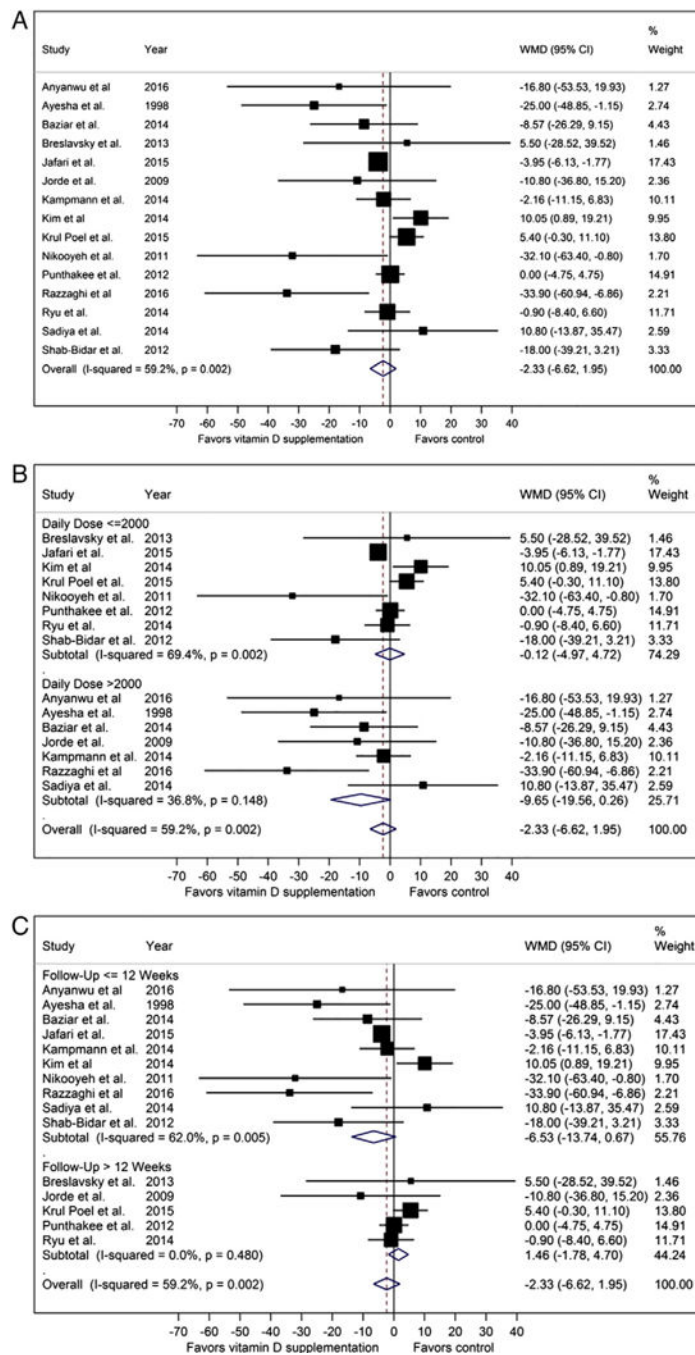 A
%
Study Year WMD (95% CI) Weight
Anyanwu et al 2016 -16.80 (-53.53, 19.93) 1.27
Ayesha et al. 1998 -25.00 (-48.85, -1.15) 2.74
Baziar et al. 2014 -8.57 (-26.29, 9.15) 4.43
Breslavsky et al. 2013 5.50 (-28.52, 39.52) 1.46
Jafari et al. 2015 -3.95 (-6.13, -1.77) 17.43
Jorde et al. 2009 -10.80 (-36.80, 15.20) 2.36
Kampmann et al. 2014 -2.16 (-11.15, 6.83) 10.11
Kim et al 2014 10.05 (0.89, 19.21) 9.95
Krul Poel et al. 2015 5.40 (-0.30, 11.10) 13.80
Nikooyeh et al. 2011 -32.10 (-63.40, -0.80) 1.70
Punthakee et al. 2012 0.00 (-4.75, 4.75) 14.91
Razzaghi et al 2016 -33.90 (-60.94, -6.86) 2.21
Ryu et al. 2014 -0.90 (-8.40, 6.60) 11.71
Sadiya et al. 2014 10.80 (-13.87, 35.47) 2.59
Shab-Bidar et al. 2012 -18.00 (-39.21, 3.21) 3.33
Overall (I-squared = 59.2%, p = 0.002) -2.33 (-6.62, 1.95) 100.00
-70 -60 -50 -40 -30 -20 -10 0 10 20 30 40
Favors vitamin D supplementation Favors control
B
%
Study Year WMD (95% CI) Weight
Daily Dose <=2000
Breslavsky et al. 2013 5.50 (-28.52, 39.52) 1.46
Jafari et al. 2015 -3.95 (-6.13, -1.77) 17.43
Kim et al 2014 10.05 (0.89, 19.21) 9.95
Krul Poel et al. 2015 5.40 (-0.30, 11.10) 13.80
Nikooyeh et al. 2011 -32.10 (-63.40, -0.80) 1.70
Punthakee et al. 2012 0.00 (-4.75, 4.75) 14.91
Ryu et al. 2014 -0.90 (-8.40, 6.60) 11.71
Shab-Bidar et al. 2012 -18.00 (-39.21, 3.21) 3.33
Subtotal (I-squared = 69.4%, p = 0.002) -0.12 (-4.97, 4.72) 74.29
.
Daily Dose >2000
Anyanwu et al 2016 -16.80 (-53.53, 19.93) 1.27
Ayesha et al. 1998 -25.00 (-48.85, -1.15) 2.74
Baziar et al. 2014 -8.57 (-26.29, 9.15) 4.43
Jorde et al. 2009 -10.80 (-36.80, 15.20) 2.36
Kampmann et al. 2014 -2.16 (-11.15, 6.83) 10.11
Razzaghi et al 2016 -33.90 (-60.94, -6.86) 2.21
Sadiya et al. 2014 10.80 (-13.87, 35.47) 2.59
Subtotal (I-squared = 36.8%, p = 0.148) -9.65 (-19.56, 0.26) 25.71
.
Overall (I-squared = 59.2%, p = 0.002) -2.33 (-6.62, 1.95) 100.00
-70 -60 -50 -40 -30 -20 -10 0 10 20 30 40
Favors vitamin D supplementation Favors control
C
%
Study Year WMD (95% CI) Weight
Follow-Up <= 12 Weeks
Anyanwu et al 2016 -16.80 (-53.53, 19.93) 1.27
Ayesha et al. 1998 -25.00 (-48.85, -1.15) 2.74
Baziar et al. 2014 -8.57 (-26.29, 9.15) 4.43
Jafari et al. 2015 -3.95 (-6.13, -1.77) 17.43
Kampmann et al. 2014 -2.16 (-11.15, 6.83) 10.11
Kim et al 2014 10.05 (0.89, 19.21) 9.95
Nikooyeh et al. 2011 -32.10 (-63.40, -0.80) 1.70
Razzaghi et al 2016 -33.90 (-60.94, -6.86) 2.21
Sadiya et al. 2014 10.80 (-13.87, 35.47) 2.59
Shab-Bidar et al. 2012 -18.00 (-39.21, 3.21) 3.33
Subtotal (I-squared = 62.0%, p = 0.005) -6.53 (-13.74, 0.67) 55.76
.
Follow-Up > 12 Weeks
Breslavsky et al. 2013 5.50 (-28.52, 39.52) 1.46
Jorde et al. 2009 -10.80 (-36.80, 15.20) 2.36
Krul Poel et al. 2015 5.40 (-0.30, 11.10) 13.80
Punthakee et al. 2012 0.00 (-4.75, 4.75) 14.91
Ryu et al. 2014 -0.90 (-8.40, 6.60) 11.71
Subtotal (I-squared = 0.0%, p = 0.480) 1.46 (-1.78, 4.70) 44.24
.
Overall (I-squared = 59.2%, p = 0.002) -2.33 (-6.62, 1.95) 100.00
-70 -60 -50 -40 -30 -20 -10 0 10 20 30 40
Favors vitamin D supplementation Favors control